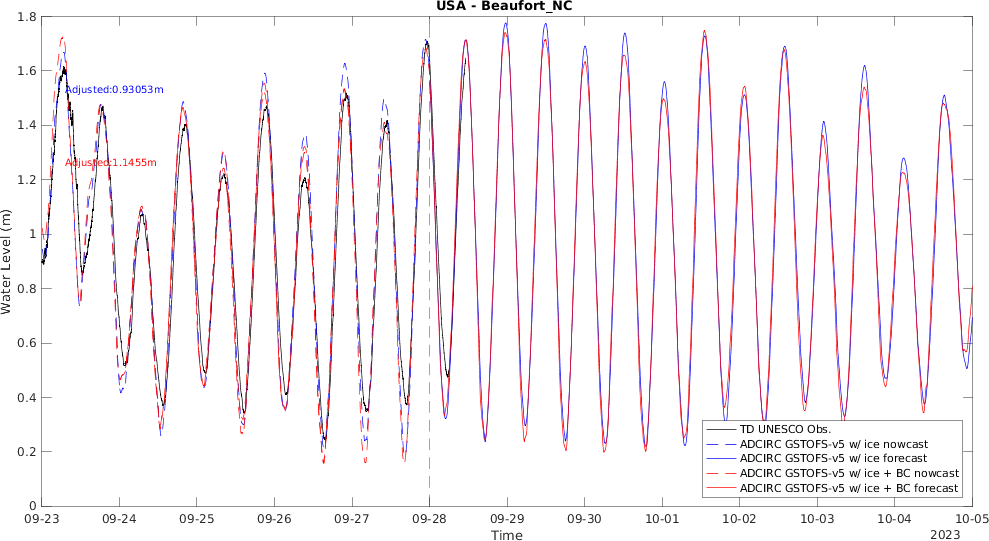 USA - Beaufort_NC
1.8
1.6
1.4
1.2
1
0.8
0.6
0.4
0.2
0
Water Level (m)
Adjusted:0.93053m
Adjusted:1.1455m
TD UNESCO Obs.
ADCIRC GSTOFS-v5 w/ ice nowcast
ADCIRC GSTOFS-v5 w/ ice forecast
ADCIRC GSTOFS-v5 w/ ice + BC nowcast
ADCIRC GSTOFS-v5 w/ ice + BC forecast
09-23 09-24 09-25 09-26 09-27 09-28 09-29 09-30 10-01 10-02 10-03 10-04 10-05
Time
2023